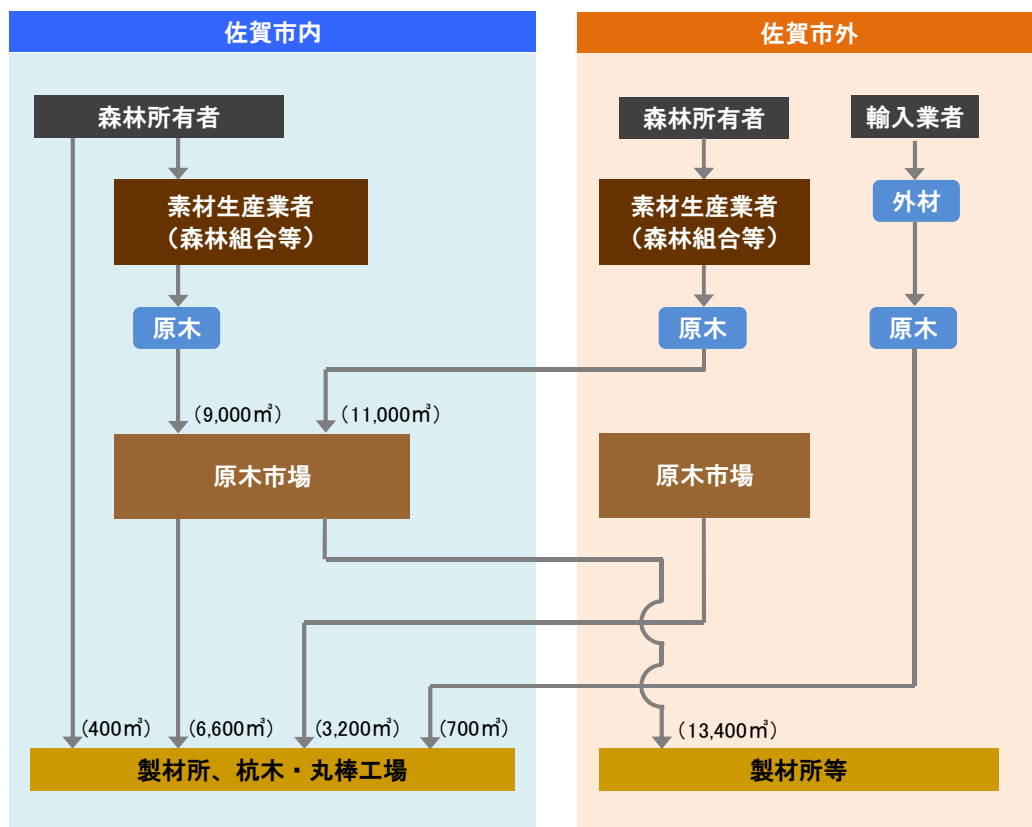 佐賀市内
佐賀市外
森林所有者
森林所有者
輸入業者
素材生産業者
（森林組合等）
素材生産業者
（森林組合等）
外材
原木
原木
原木
（9,000㎥）
（11,000㎥）
原木市場
原木市場
（400㎥）
（6,600㎥）
（3,200㎥）
（700㎥）
（13,400㎥）
製材所、杭木・丸棒工場
製材所等